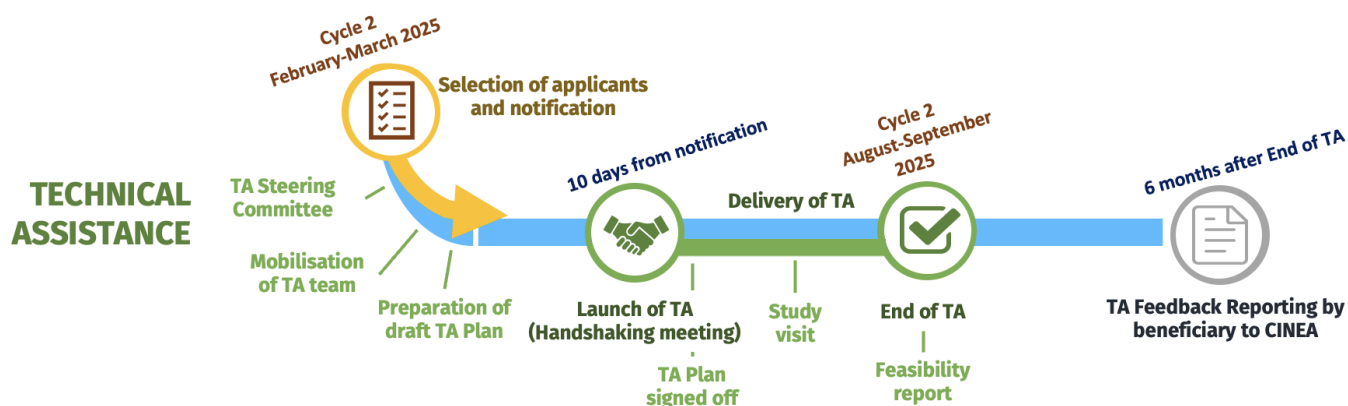 Cycle 2
February-March 2025
Selection of applicants
and notification
TECHNICAL
ASSISTANCE
TA Steering
Committee
Mobilisation
of TA team
Preparation of
draft TA Plan
10 days from notification
Launch of TA
(Handshaking meeting)
TA Plan
signed off
Delivery of TA
Study
visit
Cycle 2
August-September
2025
End of TA
Feasibility
report
6 months after End of TA
TA Feedback Reporting by
beneficiary to CINEA